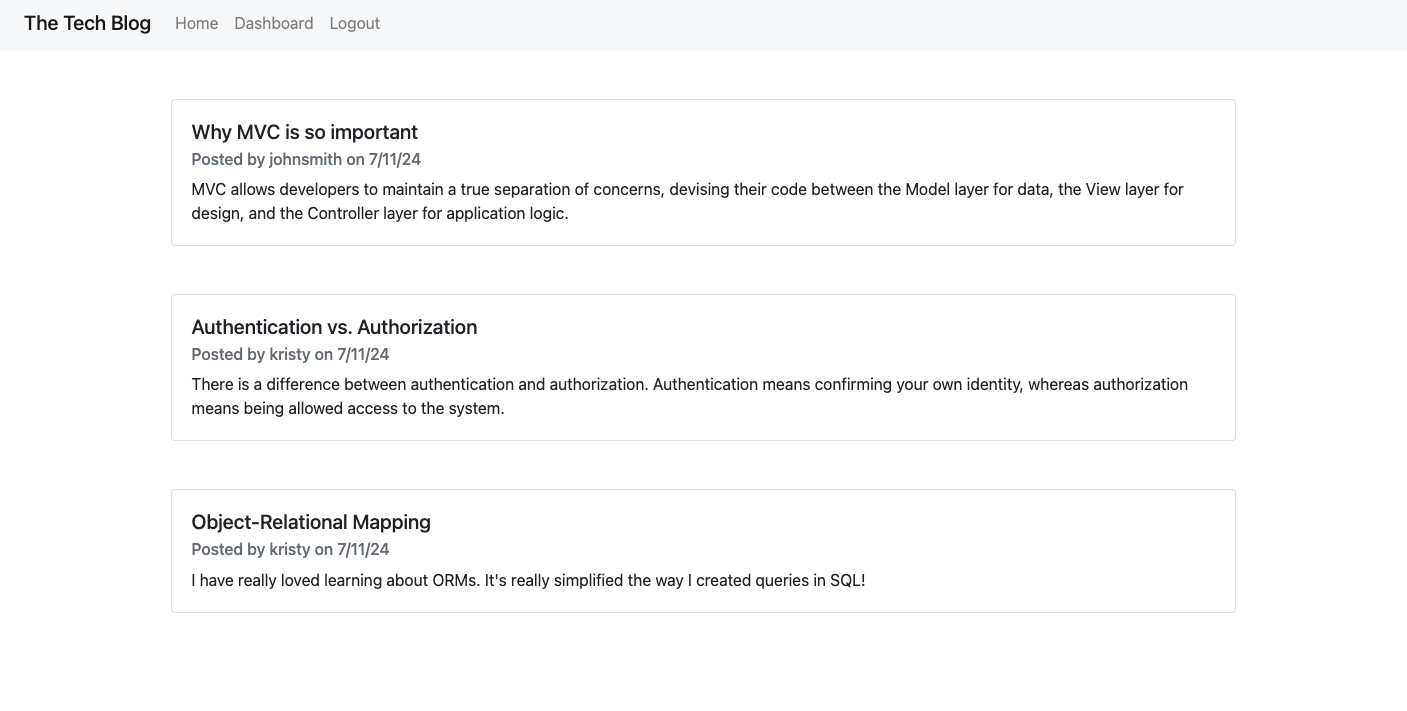 The Tech Blog Home Dashboard Logout
Why MVC is so important
Posted by johnsmith on 7/11/24
MVC allows developers to maintain a true separation of concerns, devising their code between the Model layer for data, the View layer for
design, and the Controller layer for application logic.
Authentication vs. Authorization
Posted by kristy on 7/11/24
There is a difference between authentication and authorization. Authentication means confirming your own identity, whereas authorization
means being allowed access to the system.
Object-Relational Mapping
Posted by kristy on 7/11/24
I have really loved learning about ORMs. It's really simplified the way I created queries in SQL!